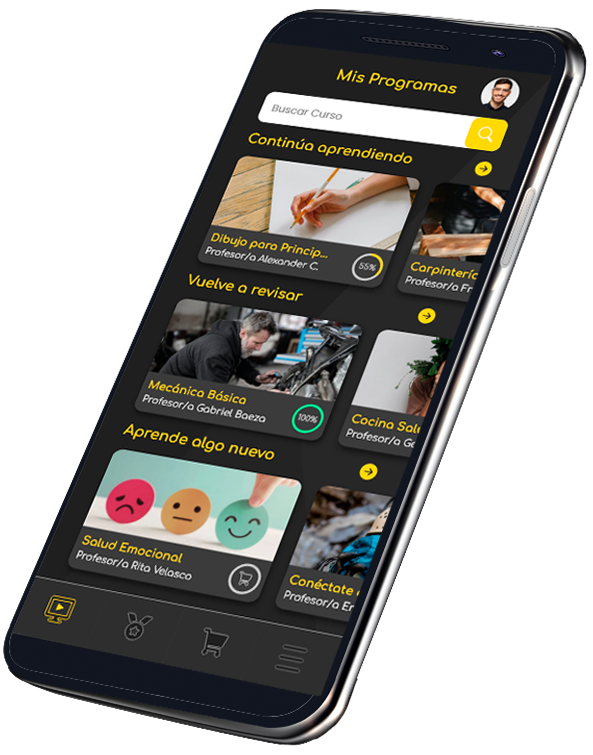 Mis Programas
Buscar Curso
Continúa aprendiendo
Dibujo para Princip...
Profesor/a Alexander C.
55%
Carpinterí
Profesor/a Fr
Vuelve a revisar
Mecánica Básica
Profesor/a Gabriel Baeza
100%
Cocina Sal
Profesor/a G
Aprende algo nuevo
Salud Emocional
Profesor/a Rita Velasco
Conéctate
Profesor/a Er